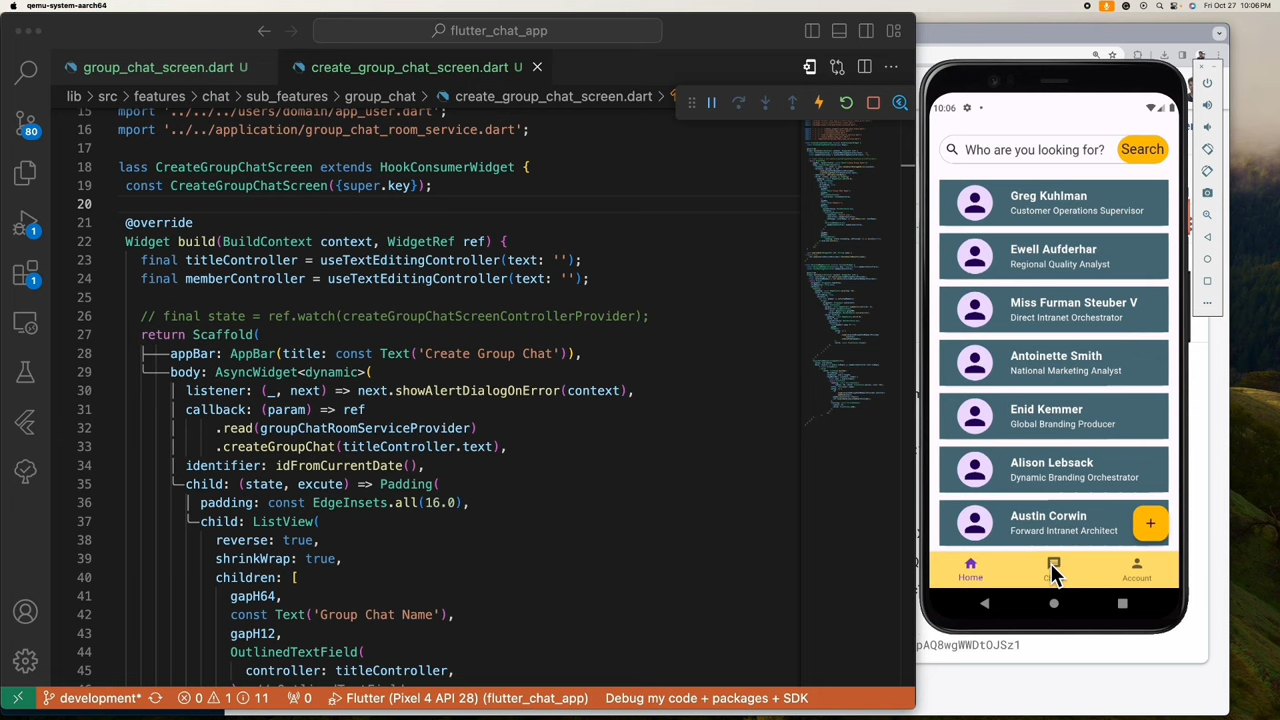 qemu-system-aarch64
Fri Oct 27 10:06 PM
flutter_chat_app
group_chat_screen.dart U
create_group_chat_screen.dart U
lib > src > features > chat > sub_features > group_chat > create_group_chat_screen.dart >
16 import '../../application/group_chat_room_service.dart';
17
18 class CreateGroupChatScreen extends HookConsumerWidget {
19 const CreateGroupChatScreen({super.key});
20
21 @override
22 Widget build(BuildContext context, WidgetRef ref) {
23 final titleController = useTextEditingController(text: '');
24 final memberController = useTextEditingController(text: '');
25
26 // final state = ref.watch(createGroupChatScreenControllerProvider);
27 return Scaffold(
28 appBar: AppBar(title: const Text('Create Group Chat')),
29 body: AsyncWidget<dynamic>(
30 listener: (_, next) => next.showAlertDialogOnError(context),
31 callback: (param) => ref
32 .read(groupChatRoomServiceProvider)
33 .createGroupChat(titleController.text),
34 identifier: idFromCurrentDate(),
35 child: (state, excute) => Padding(
36 padding: const EdgeInsets.all(16.0),
37 child: ListView(
38 reverse: true,
39 shrinkWrap: true,
40 children: [
41 gapH64,
42 const Text('Group Chat Name'),
43 gapH12,
44 OutlinedTextField(
45 controller: titleController,
80
1
1
development*
0 1 11
0
Flutter (Pixel 4 API 28) (flutter_chat_app)
Debug my code + packages + SDK
10:06
Who are you looking for?
Search
Greg Kuhlman
Customer Operations Supervisor
Ewell Aufderhar
Regional Quality Analyst
Miss Furman Steuber V
Direct Intranet Orchestrator
Antoinette Smith
National Marketing Analyst
Enid Kemmer
Global Branding Producer
Alison Lebsack
Dynamic Branding Orchestrator
Austin Corwin
Forward Intranet Architect
Home
Account
pAQ8wgWWDtOJSz1